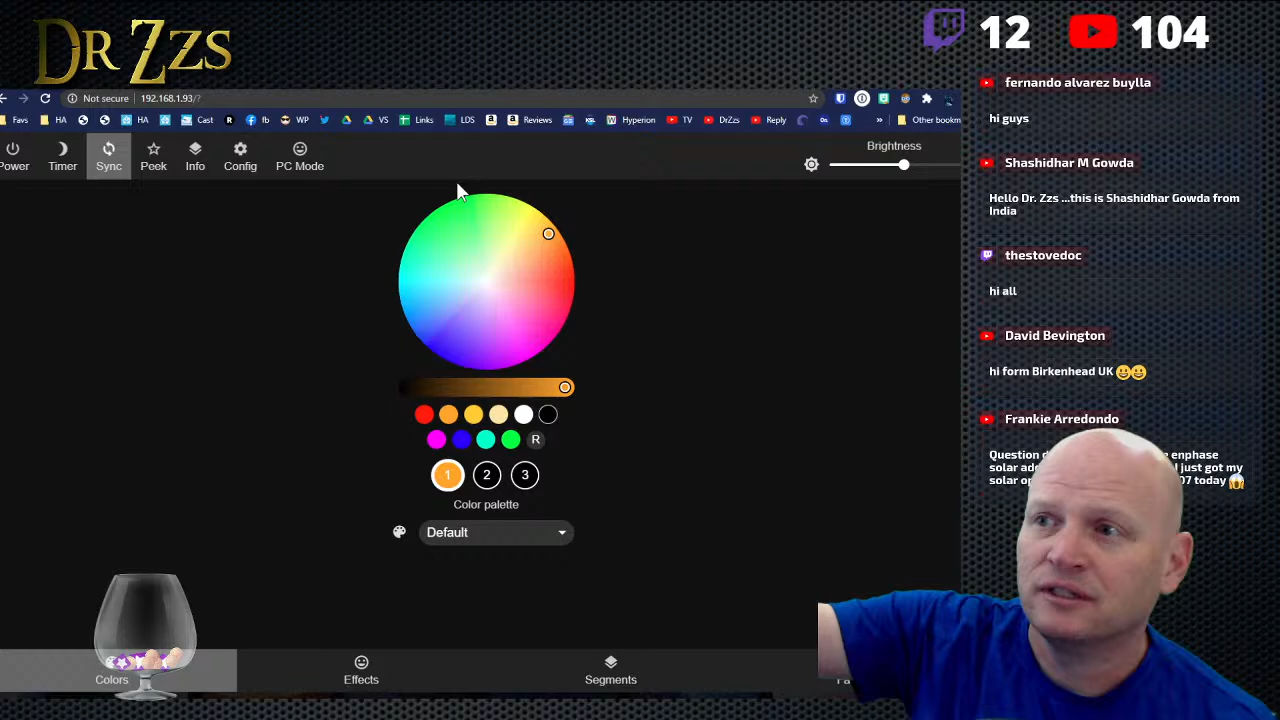 DR ZZS
12
104
Not secure
192.168.1.93/?
Favs
HA
HA
Cast
R
fb
WP
VS
Links
LDS
Reviews
Hyperion
TV
DrZzs
Reply
Other bookm
Power
Timer
Sync
Peek
Info
Config
PC Mode
Brightness
R
1
2
3
Color palette
Default
Colors
Effects
Segments
fernando alvarez buylla
hi guys
Shashidhar M Gowda
Hello Dr. Zzs ...this is Shashidhar Gowda from
India
thestovedoc
hi all
David Bevington
hi form Birkenhead UK 😀😀
Frankie Arredondo
Question d
enphase
solar ad
I just got my
solar op
07 today 😱